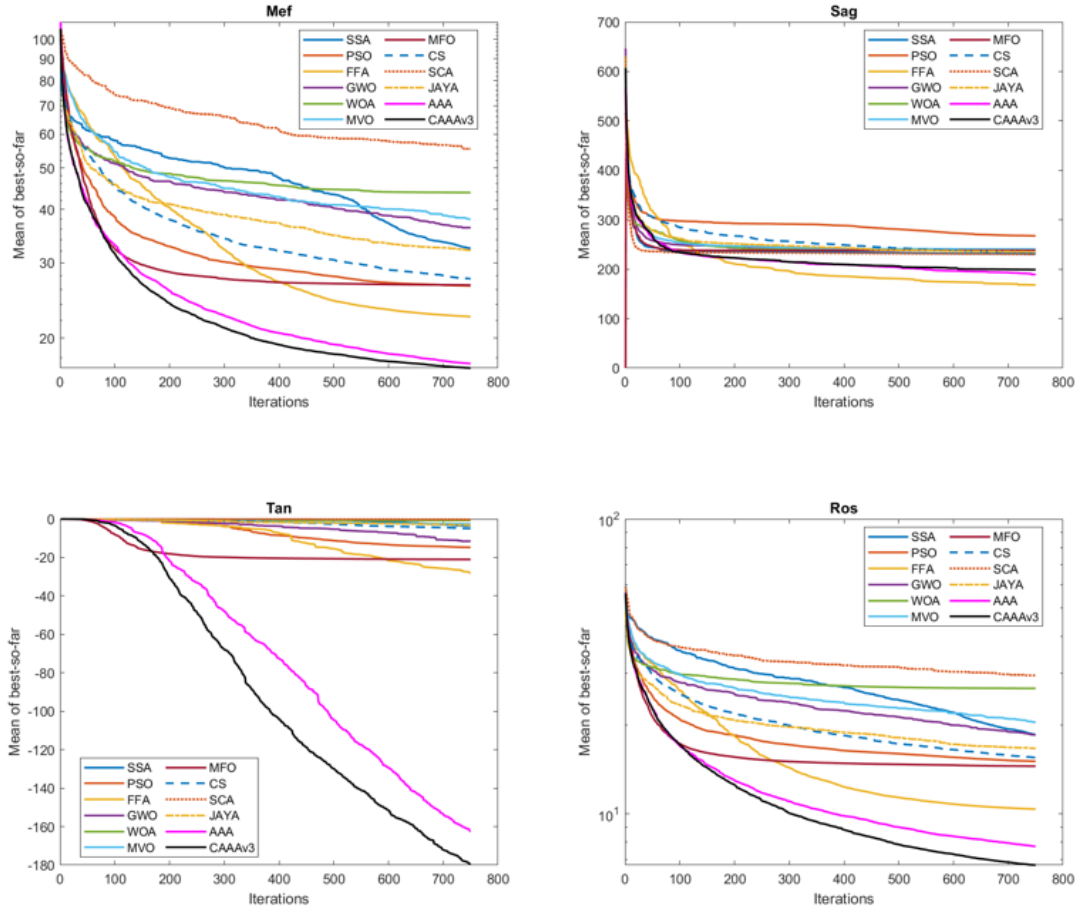 Mef
Mean of best-so-far
100
90
80
70
60
50
40
30
20
0 100 200 300 400 500 600 700 800
Iterations
SSA MFO
PSO CS
FFA SCA
GWO JAYA
WOA AAA
MVO CAAAv3
Sag
Mean of best-so-far
700
600
500
400
300
200
100
0
0 100 200 300 400 500 600 700 800
Iterations
SSA MFO
PSO CS
FFA SCA
GWO JAYA
WOA AAA
MVO CAAAv3
Tan
Mean of best-so-far
0
-20
-40
-60
-80
-100
-120
-140
-160
-180
0 100 200 300 400 500 600 700 800
Iterations
SSA MFO
PSO CS
FFA SCA
GWO JAYA
WOA AAA
MVO CAAAv3
Ros
Mean of best-so-far
10²
10¹
0 100 200 300 400 500 600 700 800
Iterations
SSA MFO
PSO CS
FFA SCA
GWO JAYA
WOA AAA
MVO CAAAv3